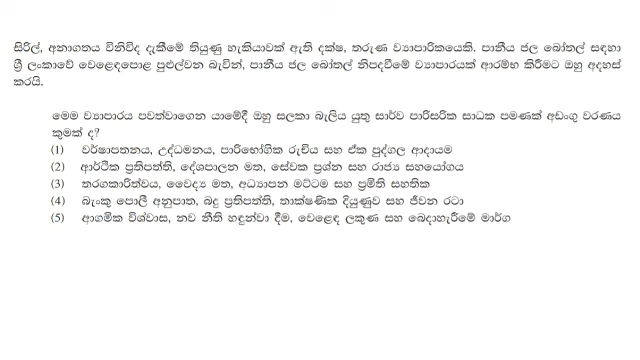 සිරිල්, අනාගතය විනිවිද දැකීමේ තියුණු හැකියාවක් ඇති දක්ෂ, තරුණ ව්‍යාපාරිකයෙකි. පානීය ජල බෝතල් සඳහා
ශ්‍රී ලංකාවේ වෙළෙඳපොළ පුළුල්වන බැවින්, පානීය ජල බෝතල් නිපදවීමේ ව්‍යාපාරයක් ආරම්භ කිරීමට ඔහු අදහස්
කරයි.
මෙම ව්‍යාපාරය පවත්වාගෙන යාමේදී ඔහු සලකා බැලිය යුතු සාර්ව පාරිසරික සාධක පමණක් අඩංගු වරණය
කුමක් ද?
(1) වර්ෂාපතනය, උද්ධමනය, පාරිභෝගික රුචිය සහ ඒක පුද්ගල ආදායම
(2) ආර්ථික ප්‍රතිපත්ති, දේශපාලන මත, සේවක ප්‍රශ්න සහ රාජ්‍ය සහයෝගය
(3) තරගකාරිත්වය, වෛද්‍ය මත, අධ්‍යාපන මට්ටම සහ ප්‍රමිති සහතික
(4) බැංකු පොලී අනුපාත, බදු ප්‍රතිපත්ති, තාක්ෂණික දියුණුව සහ ජීවන රටා
(5) ආගමික විශ්වාස, නව නීති හඳුන්වා දීම, වෙළෙඳ ලකුණ සහ බෙදාහැරීමේ මාර්ග